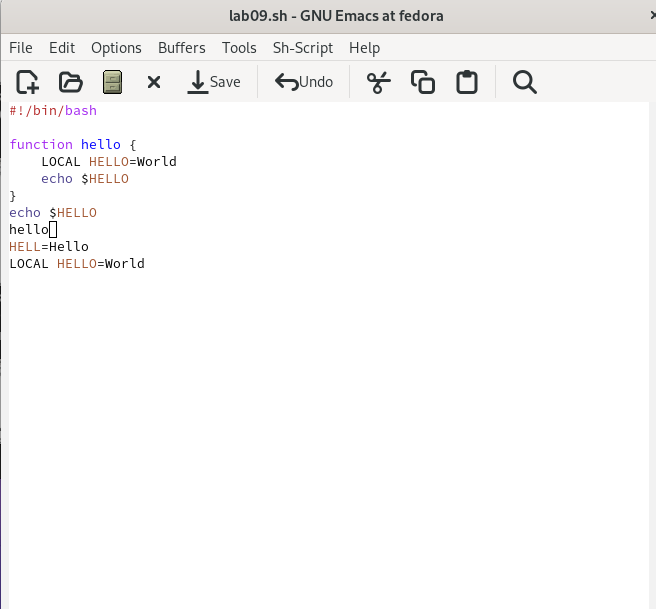 lab09.sh - GNU Emacs at fedora
File Edit Options Buffers Tools Sh-Script Help
Save Undo
#!/bin/bash
function hello {
    LOCAL HELLO=World
    echo $HELLO
}
echo $HELLO
hello
HELL=Hello
LOCAL HELLO=World